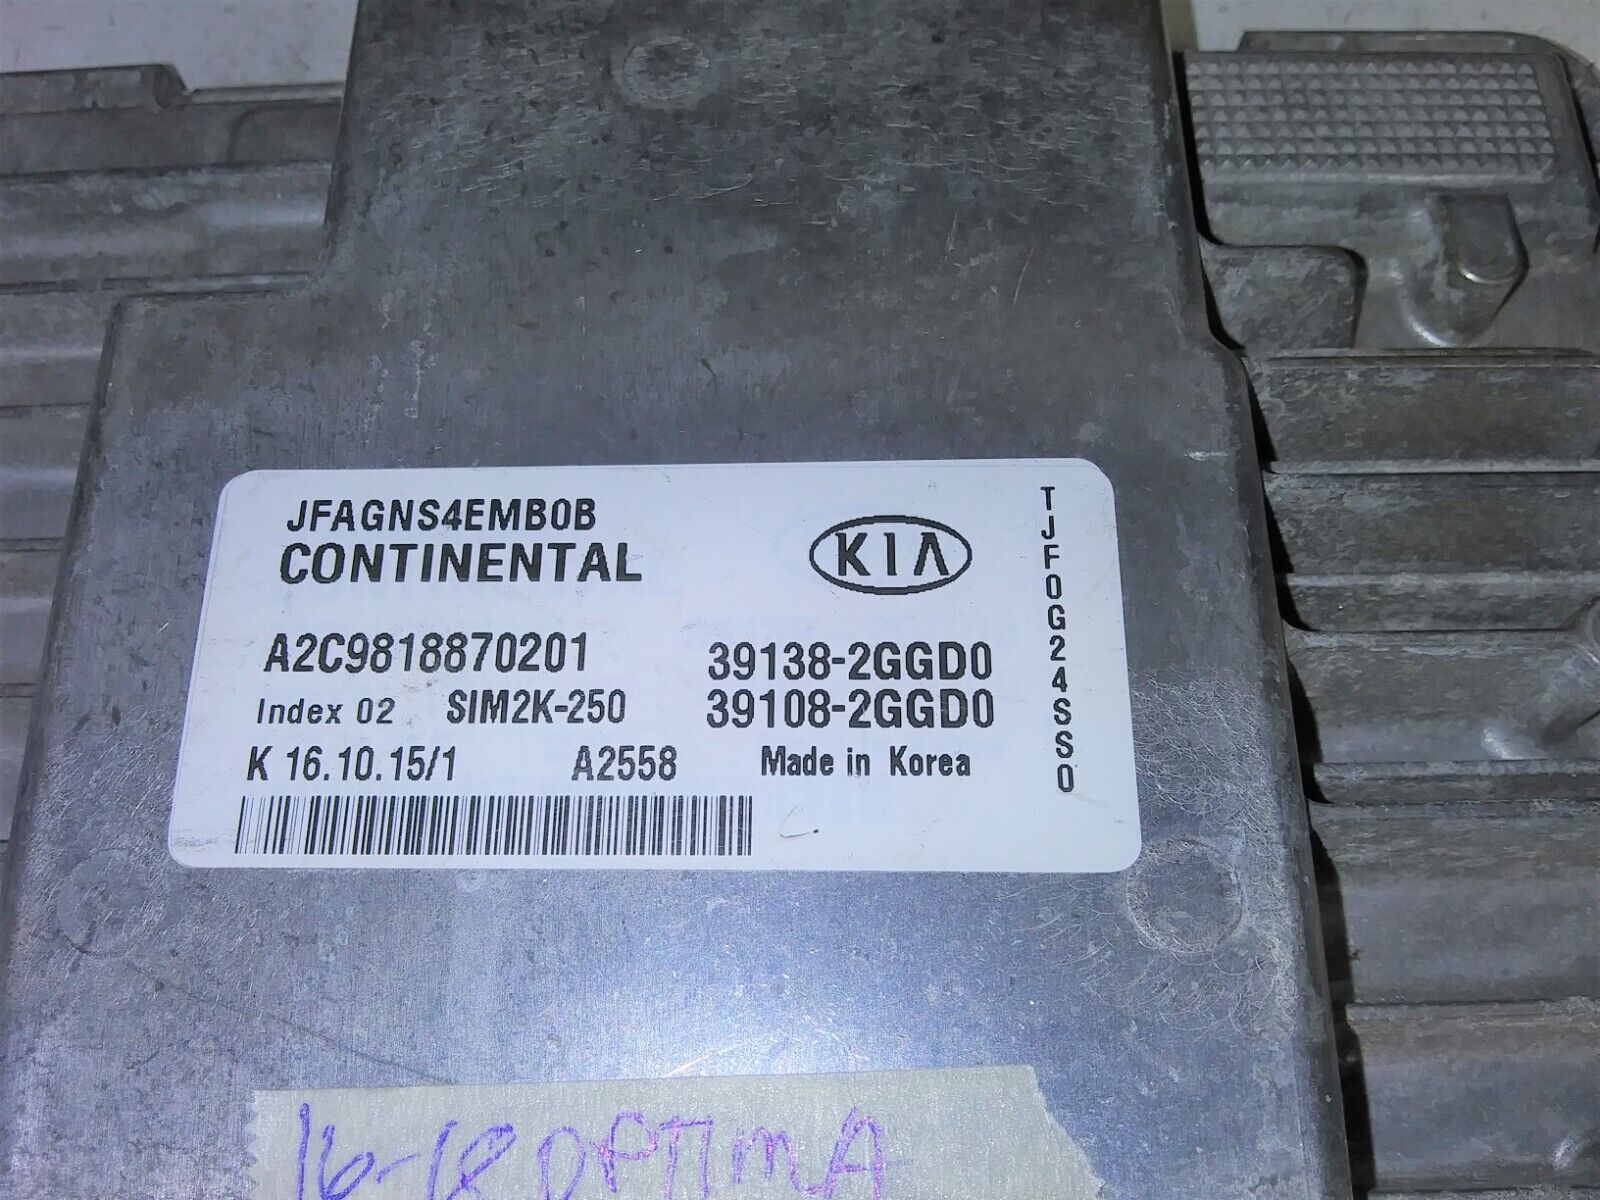 JFAGNS4EMB0B
CONTINENTAL
KIA
A2C9818870201
39138-2GGD0
Index 02 SIM2K-250
39108-2GGD0
K 16.10.15/1 A2558 Made in Korea
TJF0G24SS0
16-18 OPTIMA